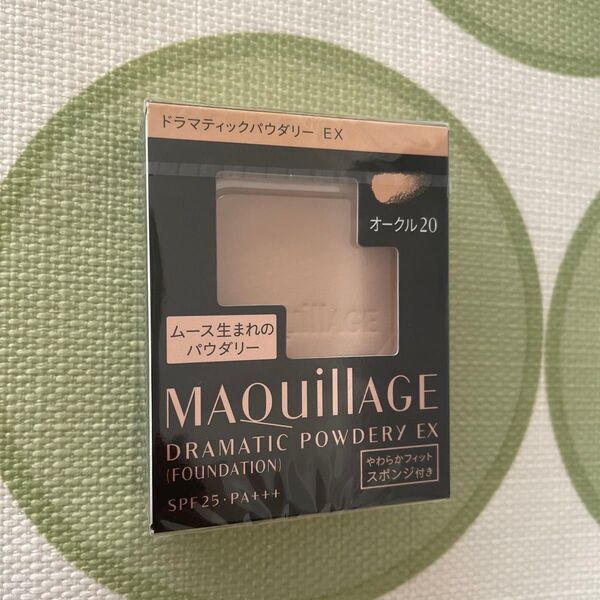 ドラマティックパウダリー EX
オークル20
ムース生まれの
パウダリー
MAQuillAGE
DRAMATIC POWDERY EX
(FOUNDATION)
やわらかフィット
スポンジ付き
SPF25・PA+++